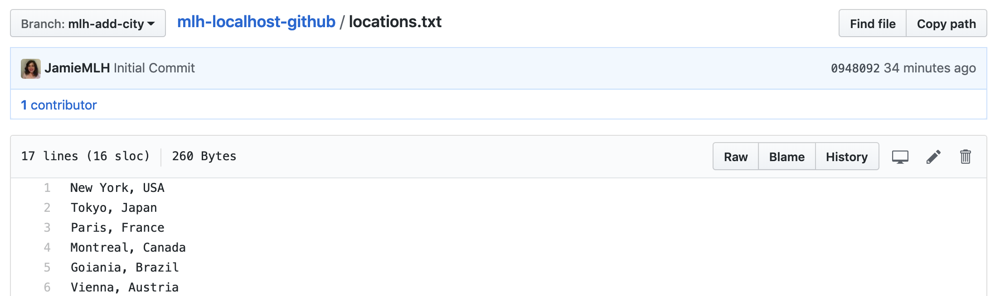 Branch: mlh-add-city
mlh-localhost-github / locations.txt
Find file
Copy path
JamieMLH Initial Commit
0948092 34 minutes ago
1 contributor
17 lines (16 sloc)
260 Bytes
Raw
Blame
History
1 New York, USA
2 Tokyo, Japan
3 Paris, France
4 Montreal, Canada
5 Goiania, Brazil
6 Vienna, Austria